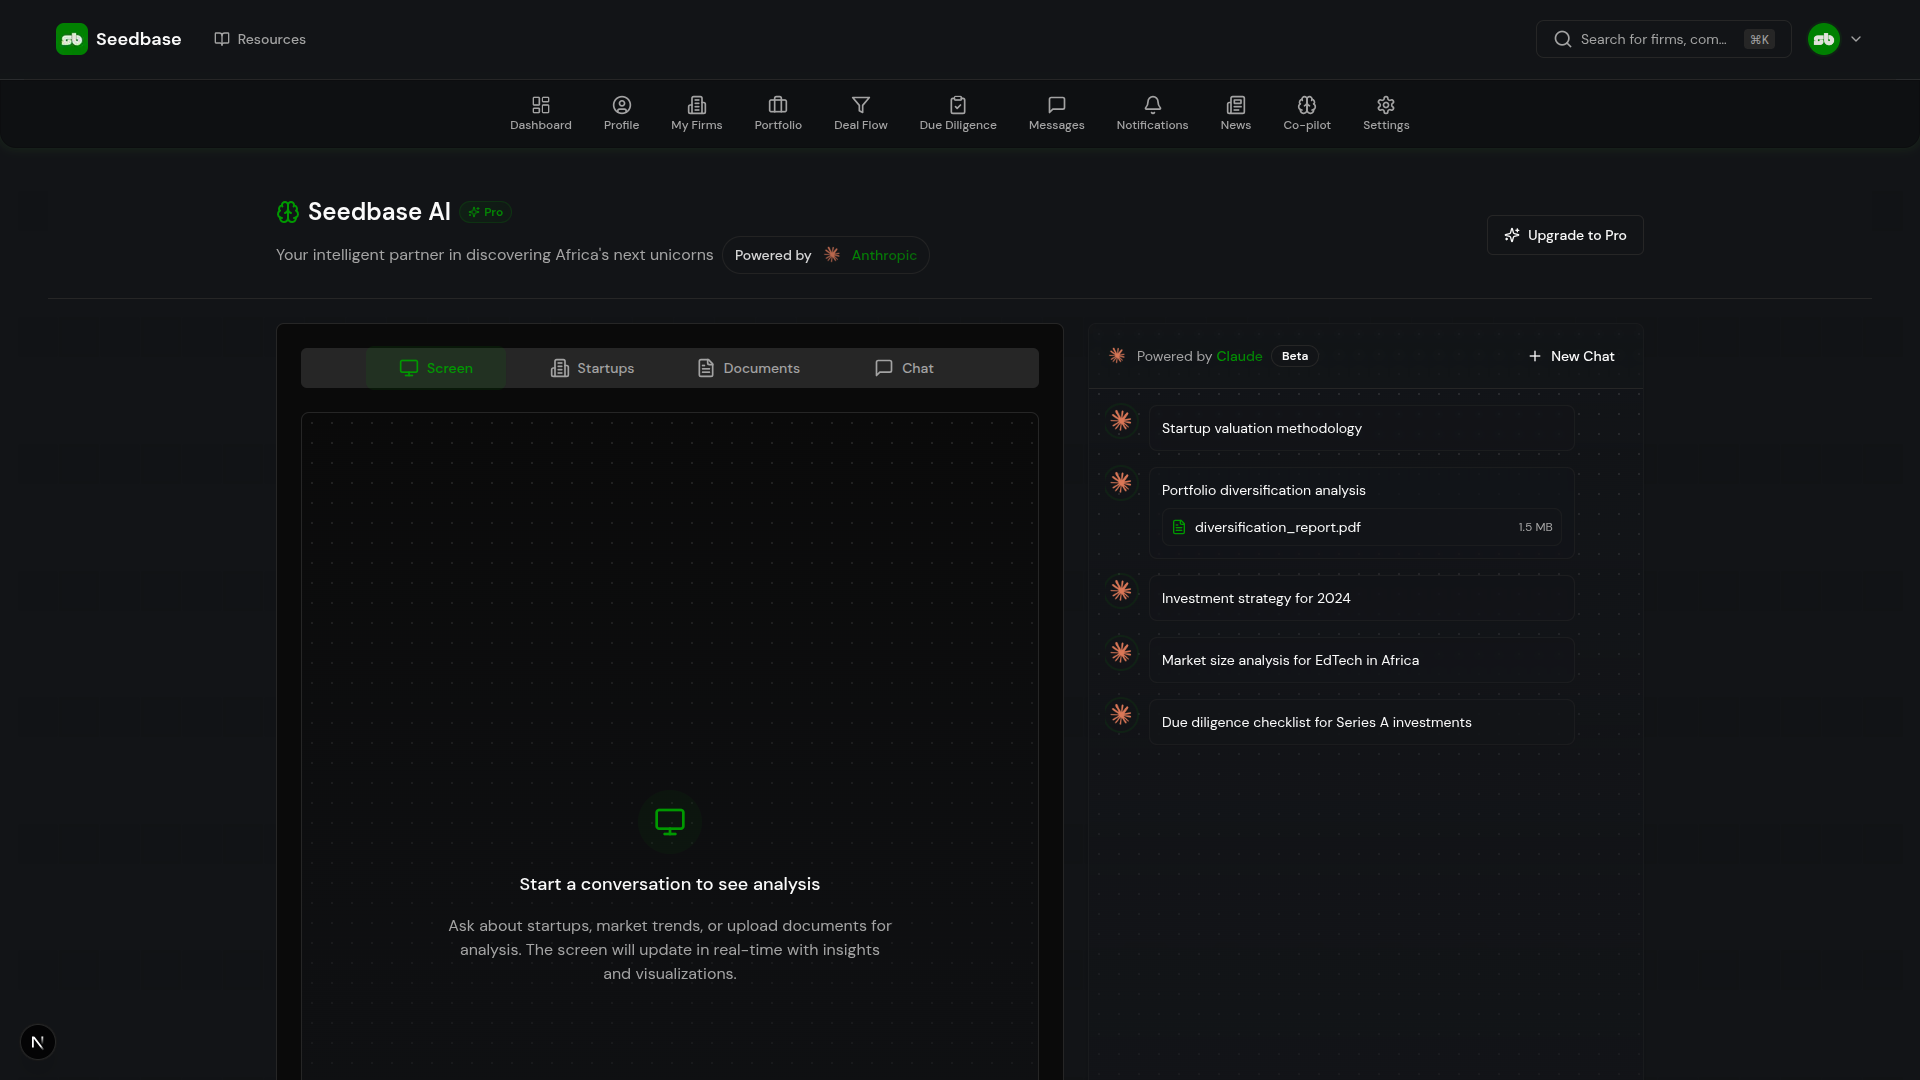 sb Seedbase
Resources
Search for firms, com...
⌘K
sb
Dashboard
Profile
My Firms
Portfolio
Deal Flow
Due Diligence
Messages
Notifications
News
Co-pilot
Settings
Seedbase AI
Pro
Your intelligent partner in discovering Africa's next unicorns
Powered by Anthropic
Upgrade to Pro
Screen
Startups
Documents
Chat
Start a conversation to see analysis
Ask about startups, market trends, or upload documents for
analysis. The screen will update in real-time with insights
and visualizations.
Powered by Claude
Beta
New Chat
Startup valuation methodology
Portfolio diversification analysis
diversification_report.pdf
1.5 MB
Investment strategy for 2024
Market size analysis for EdTech in Africa
Due diligence checklist for Series A investments
N